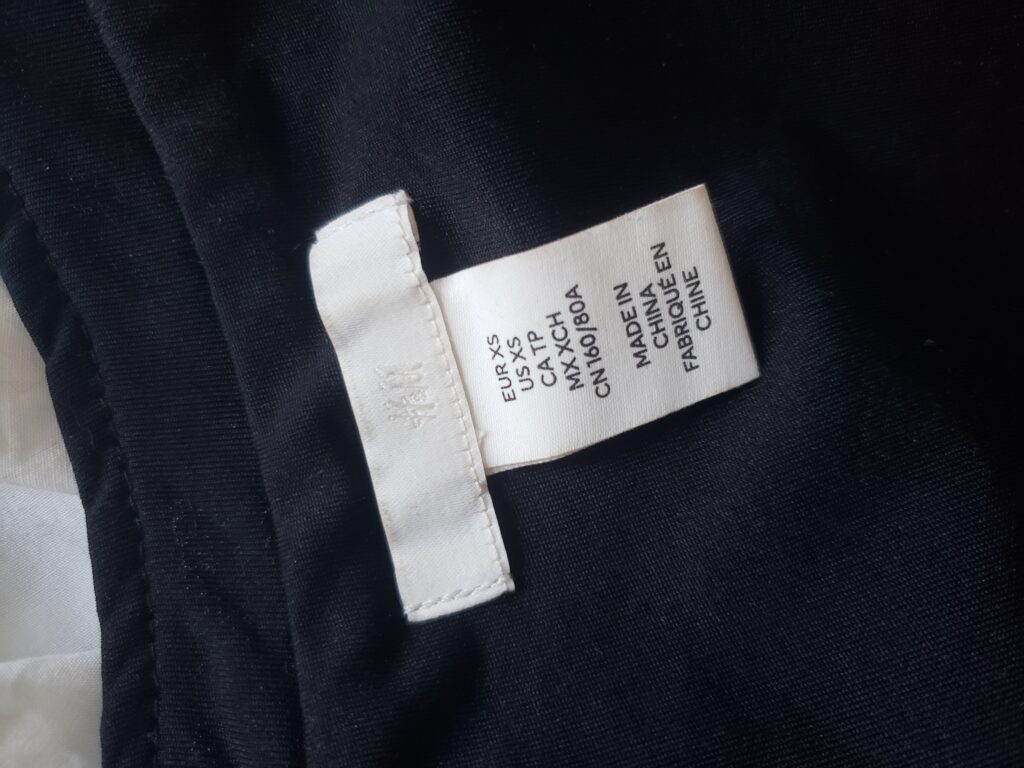 H&M
EUR XS
US XS
CA TP
MX XCH
CN 160/80A
MADE IN
CHINA
FABRIQUÉ EN
CHINE